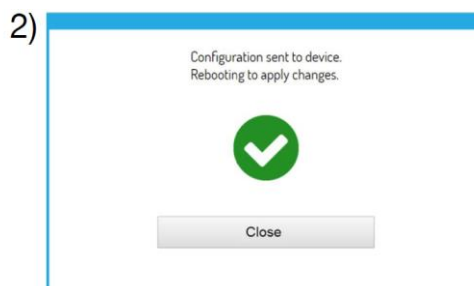 2)
Configuration sent to device.
Rebooting to apply changes.
Close